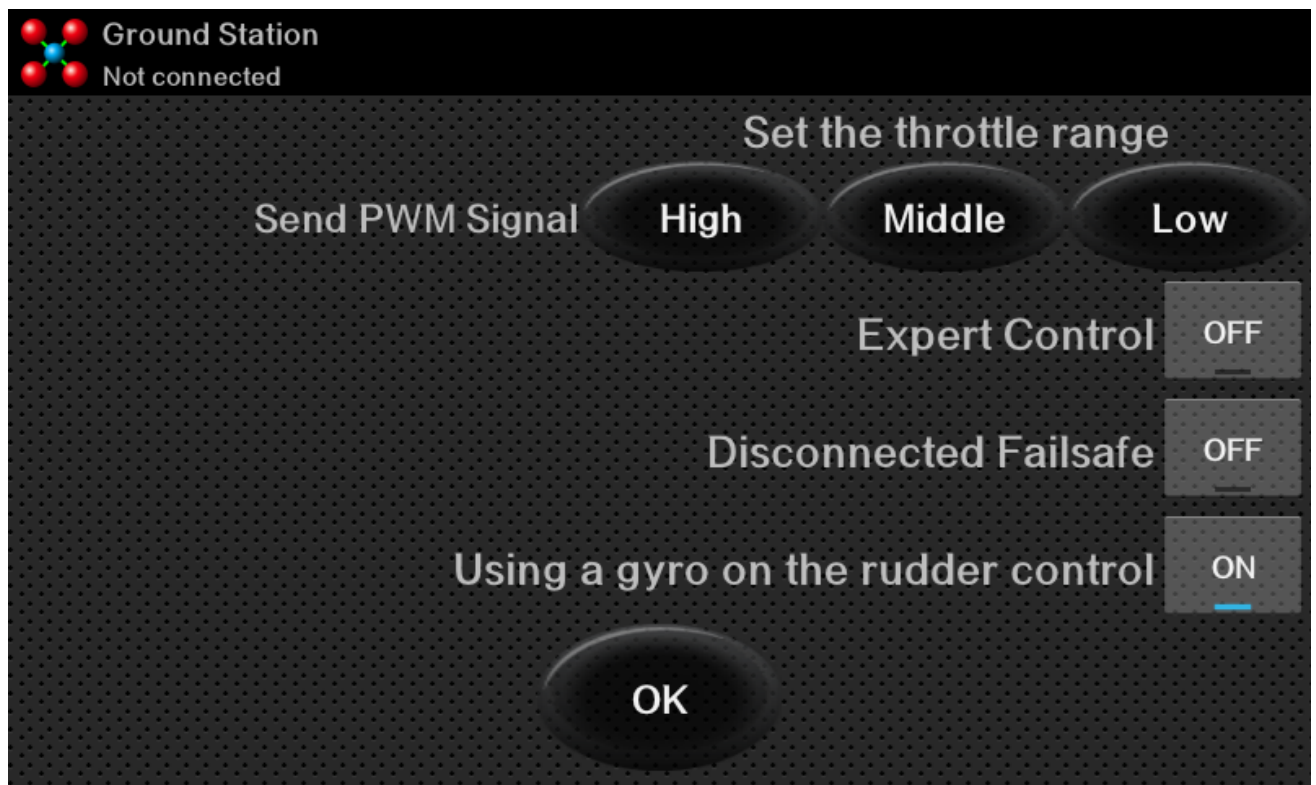 Ground Station
Not connected
Set the throttle range
Send PWM Signal High Middle Low
Expert Control OFF
Disconnected Failsafe OFF
Using a gyro on the rudder control ON
OK